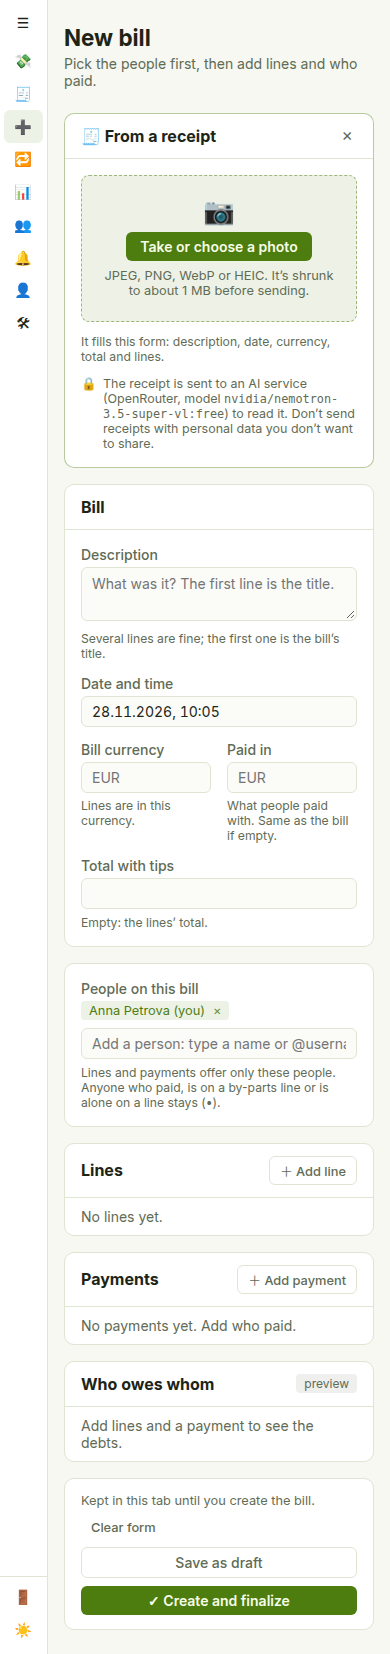 New bill
Pick the people first, then add lines and who
paid.
🧾 From a receipt ×
Take or choose a photo
JPEG, PNG, WebP or HEIC. It’s shrunk
to about 1 MB before sending.
It fills this form: description, date, currency,
total and lines.
🔒 The receipt is sent to an AI service
(OpenRouter, model nvidia/nemotron-
3.5-super-vl:free) to read it. Don’t send
receipts with personal data you don’t want
to share.
Bill
Description
What was it? The first line is the title.
Several lines are fine; the first one is the bill’s
title.
Date and time
28.11.2026, 10:05
Bill currency
EUR
Lines are in this
currency.
Paid in
EUR
What people paid
with. Same as the bill
if empty.
Total with tips
Empty: the lines’ total.
People on this bill
Anna Petrova (you) ×
Add a person: type a name or @userna
Lines and payments offer only these people.
Anyone who paid, is on a by-parts line or is
alone on a line stays (•).
Lines
+ Add line
No lines yet.
Payments
+ Add payment
No payments yet. Add who paid.
Who owes whom
preview
Add lines and a payment to see the
debts.
Kept in this tab until you create the bill.
Clear form
Save as draft
✓ Create and finalize